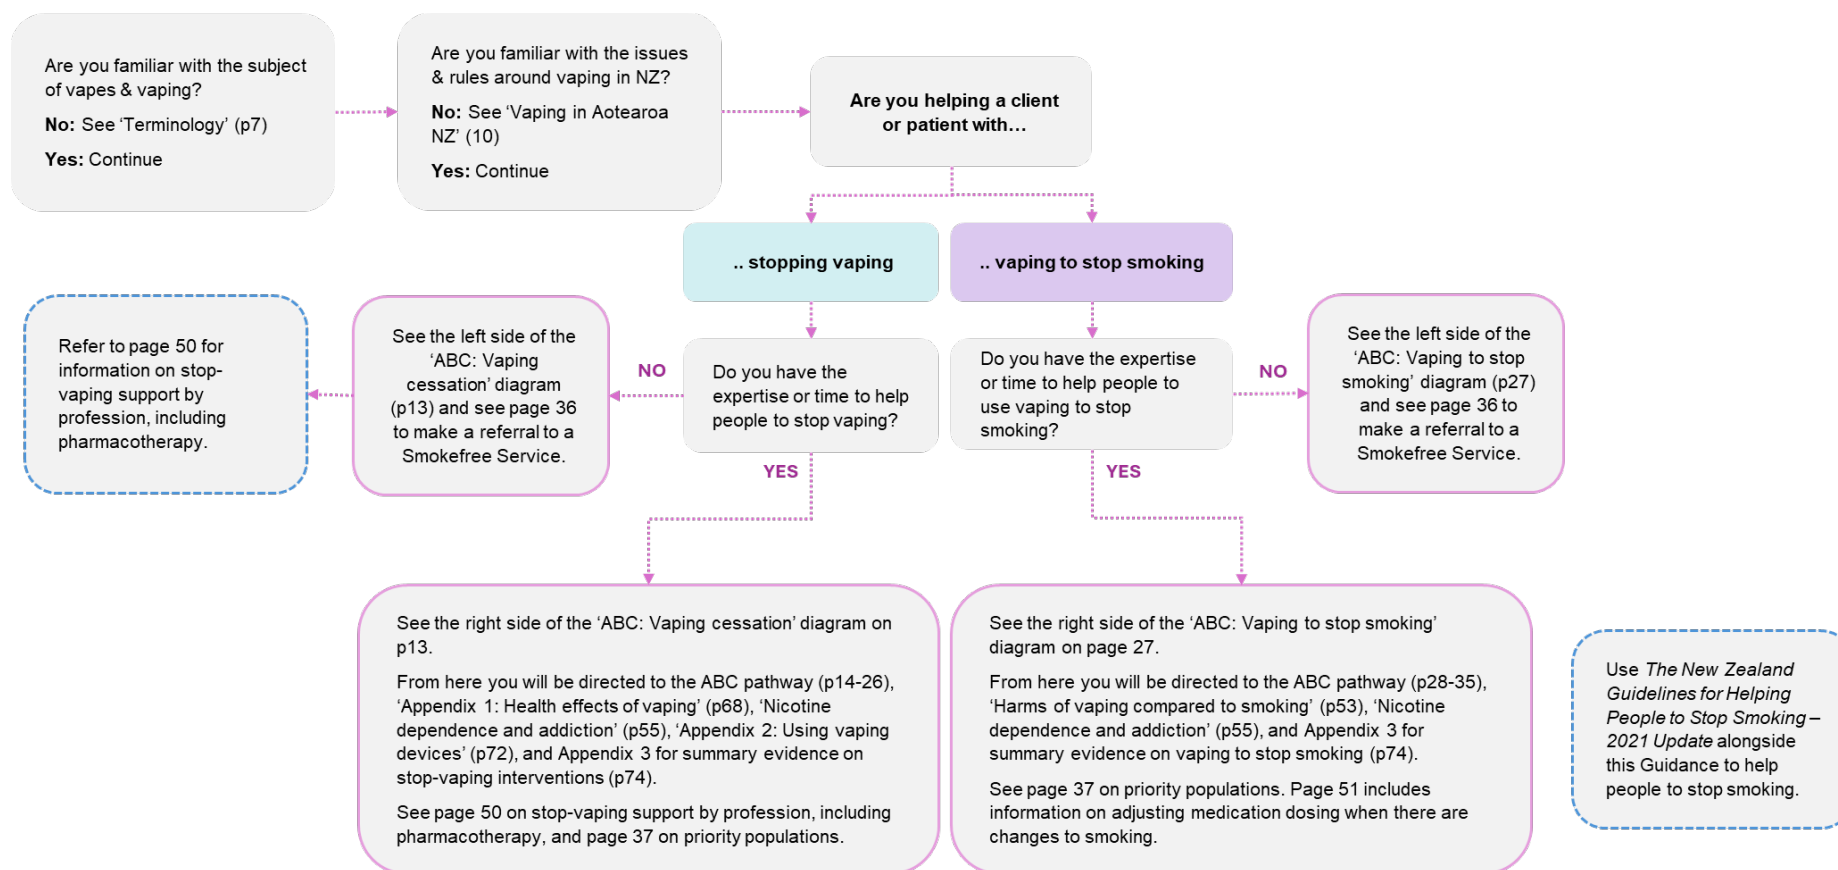 Are you familiar with the subject
of vapes & vaping?
No: See ‘Terminology’ (p7)
Yes: Continue
Are you familiar with the issues
& rules around vaping in NZ?
No: See ‘Vaping in Aotearoa
NZ’ (10)
Yes: Continue
Are you helping a client
or patient with…
.. stopping vaping
.. vaping to stop smoking
Refer to page 50 for
information on stop-
vaping support by
profession, including
pharmacotherapy.
See the left side of the
‘ABC: Vaping
cessation’ diagram
(p13) and see page 36
to make a referral to a
Smokefree Service.
NO
Do you have the
expertise or time to help
people to stop vaping?
YES
Do you have the expertise
or time to help people to
use vaping to stop
smoking?
YES
NO
See the left side of the
‘ABC: Vaping to stop
smoking’ diagram (p27)
and see page 36 to
make a referral to a
Smokefree Service.
See the right side of the ‘ABC: Vaping cessation’ diagram on
p13.
From here you will be directed to the ABC pathway (p14-26),
‘Appendix 1: Health effects of vaping’ (p68), ‘Nicotine
dependence and addiction’ (p55), ‘Appendix 2: Using vaping
devices’ (p72), and Appendix 3 for summary evidence on
stop-vaping interventions (p74).
See page 50 on stop-vaping support by profession, including
pharmacotherapy, and page 37 on priority populations.
See the right side of the ‘ABC: Vaping to stop smoking’
diagram on page 27.
From here you will be directed to the ABC pathway (p28-35),
‘Harms of vaping compared to smoking’ (p53), ‘Nicotine
dependence and addiction’ (p55), and Appendix 3 for
summary evidence on vaping to stop smoking (p74).
See page 37 on priority populations. Page 51 includes
information on adjusting medication dosing when there are
changes to smoking.
Use The New Zealand
Guidelines for Helping
People to Stop Smoking –
2021 Update alongside
this Guidance to help
people to stop smoking.